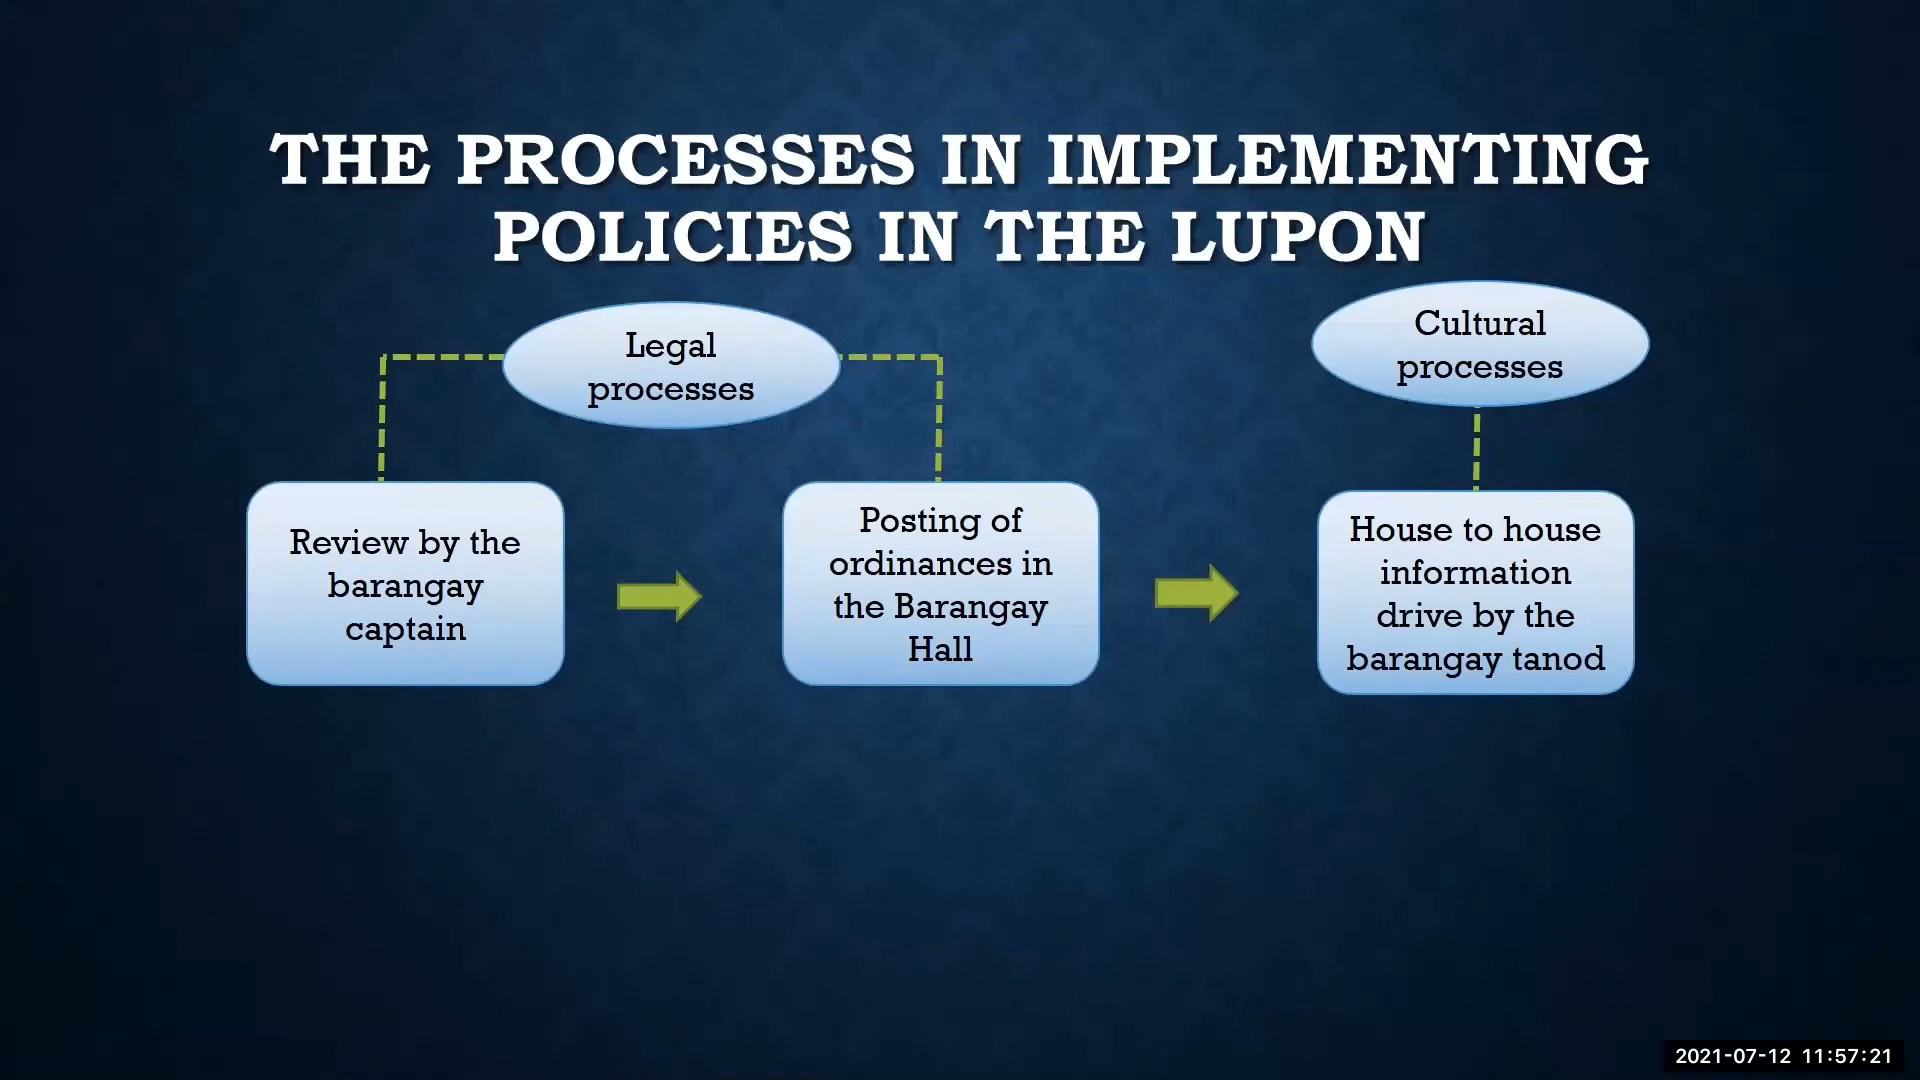 THE PROCESSES IN IMPLEMENTING
POLICIES IN THE LUPON
Legal
processes
Cultural
processes
Review by the
barangay
captain
Posting of
ordinances in
the Barangay
Hall
House to house
information
drive by the
barangay tanod
2021-07-12 11:57:21